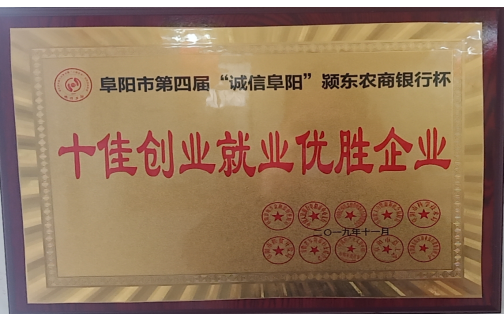 阜阳市第四届“诚信阜阳”颍东农商银行杯
十佳创业就业优胜企业
二〇一九年十一月